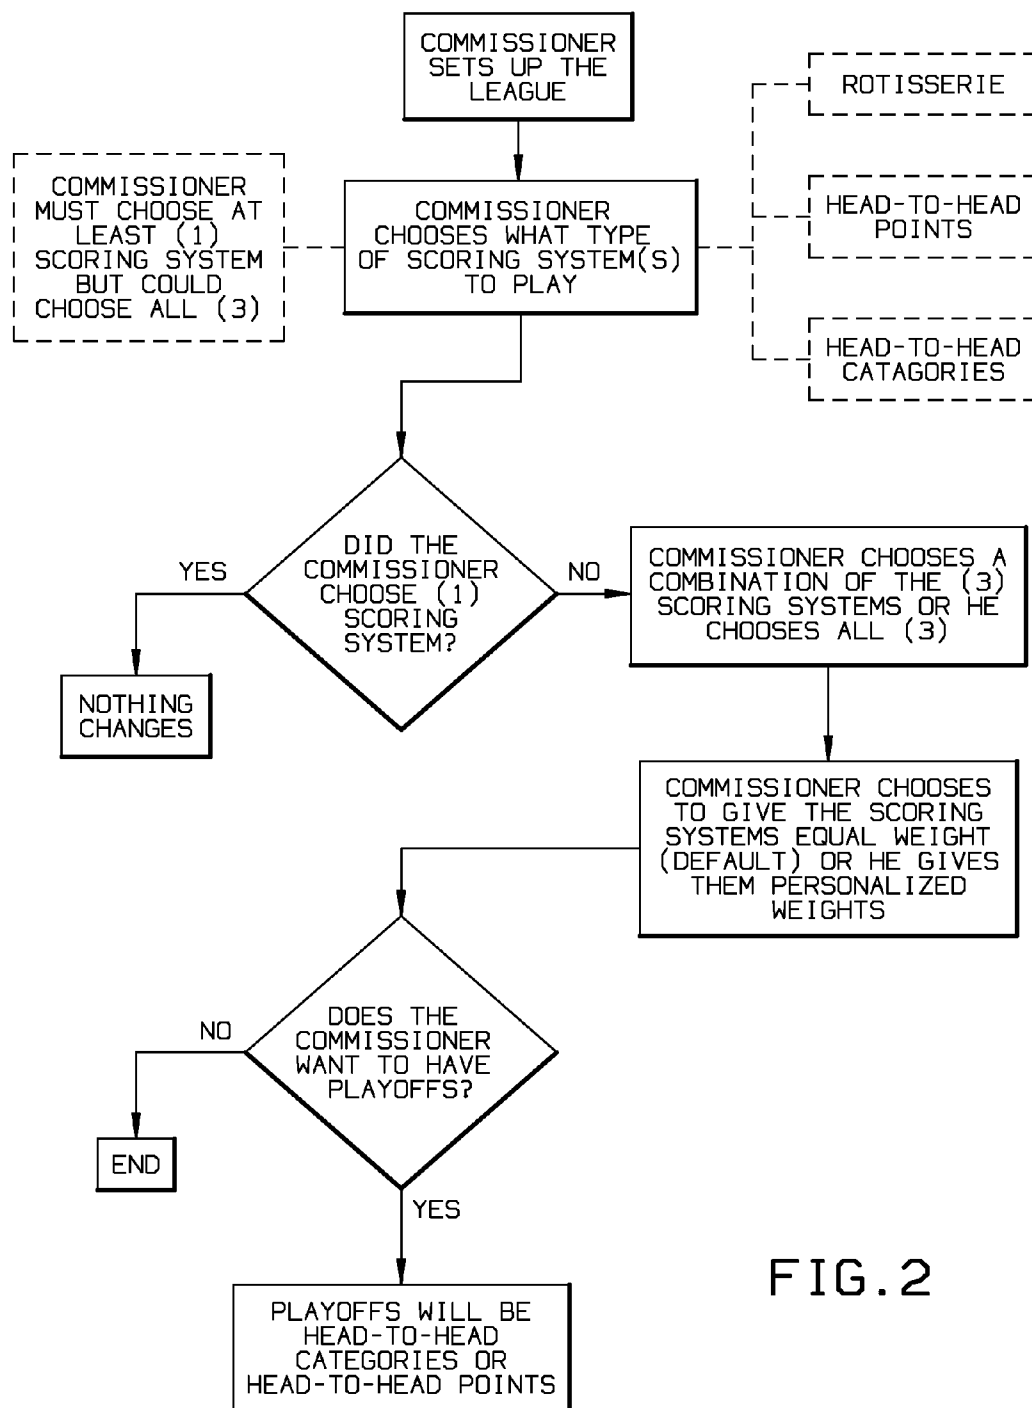 COMMISSIONER
SETS UP THE
LEAGUE
ROTISSERIE
COMMISSIONER
MUST CHOOSE AT
LEAST (1)
SCORING SYSTEM
BUT COULD
CHOOSE ALL (3)
COMMISSIONER
CHOOSES WHAT TYPE
OF SCORING SYSTEM(S)
TO PLAY
HEAD-TO-HEAD
POINTS
HEAD-TO-HEAD
CATAGORIES
DID THE
COMMISSIONER
CHOOSE (1)
SCORING
SYSTEM?
YES
NO
COMMISSIONER CHOOSES A
COMBINATION OF THE (3)
SCORING SYSTEMS OR HE
CHOOSES ALL (3)
NOTHING
CHANGES
COMMISSIONER CHOOSES
TO GIVE THE SCORING
SYSTEMS EQUAL WEIGHT
(DEFAULT) OR HE GIVES
THEM PERSONALIZED
WEIGHTS
DOES THE
COMMISSIONER
WANT TO HAVE
PLAYOFFS?
NO
END
YES
PLAYOFFS WILL BE
HEAD-TO-HEAD
CATEGORIES OR
HEAD-TO-HEAD POINTS
FIG.2